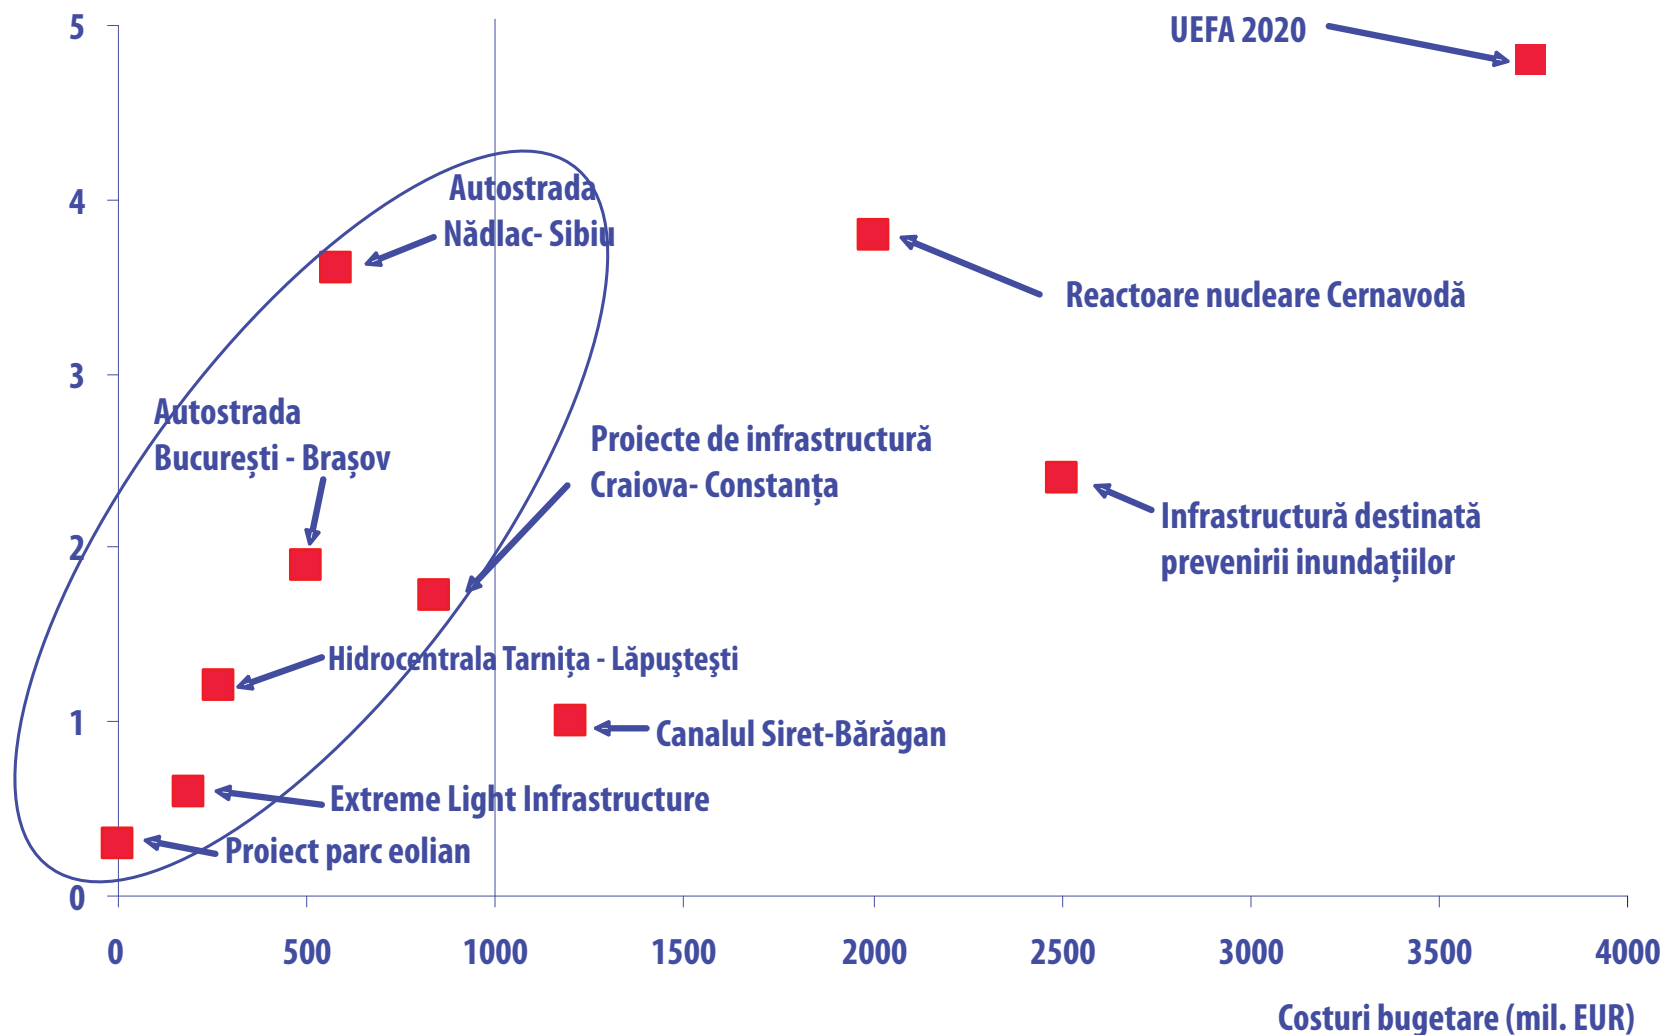 5
UEFA 2020
4
Autostrada
Nădlac- Sibiu
Reactoare nucleare Cernavodă
3
Autostrada
București - Brașov
Proiecte de infrastructură
Craiova- Constanța
Infrastructură destinată
prevenirii inundațiilor
2
Hidrocentrala Tarnița - Lăpuşteşti
1
Canalul Siret-Bărăgan
Extreme Light Infrastructure
Proiect parc eolian
0
0 500 1000 1500 2000 2500 3000 3500 4000
Costuri bugetare (mil. EUR)